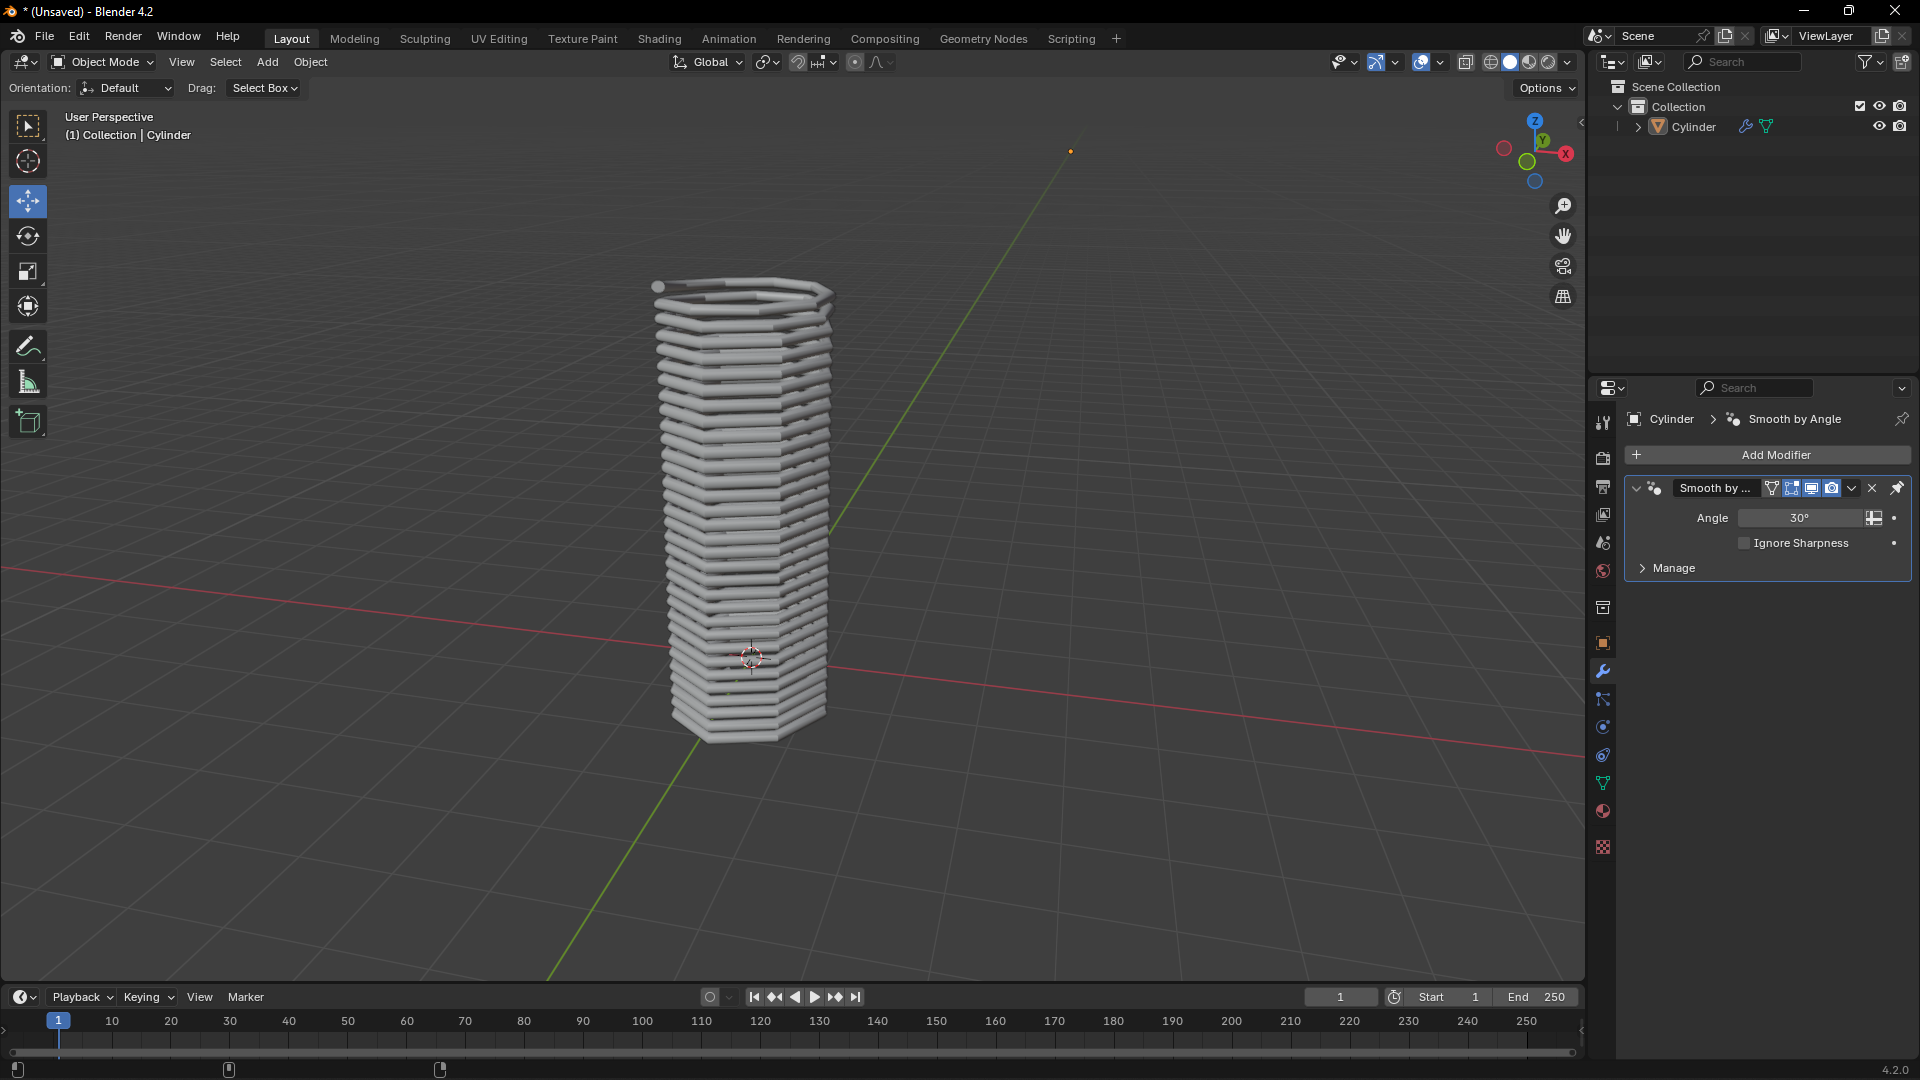 * (Unsaved) - Blender 4.2
File Edit Render Window Help Layout Modeling Sculpting UV Editing Texture Paint Shading Animation Rendering Compositing Geometry Nodes Scripting + Scene ViewLayer
Object Mode View Select Add Object Global Search
Orientation: Default Drag: Select Box Options
User Perspective
(1) Collection | Cylinder
Z
Y
X
Scene Collection
Collection
Cylinder
Search
Cylinder > Smooth by Angle
+ Add Modifier
Smooth by ...
Angle 30°
Ignore Sharpness
> Manage
Playback Keying View Marker 1 Start 1 End 250
1 10 20 30 40 50 60 70 80 90 100 110 120 130 140 150 160 170 180 190 200 210 220 230 240 250
4.2.0